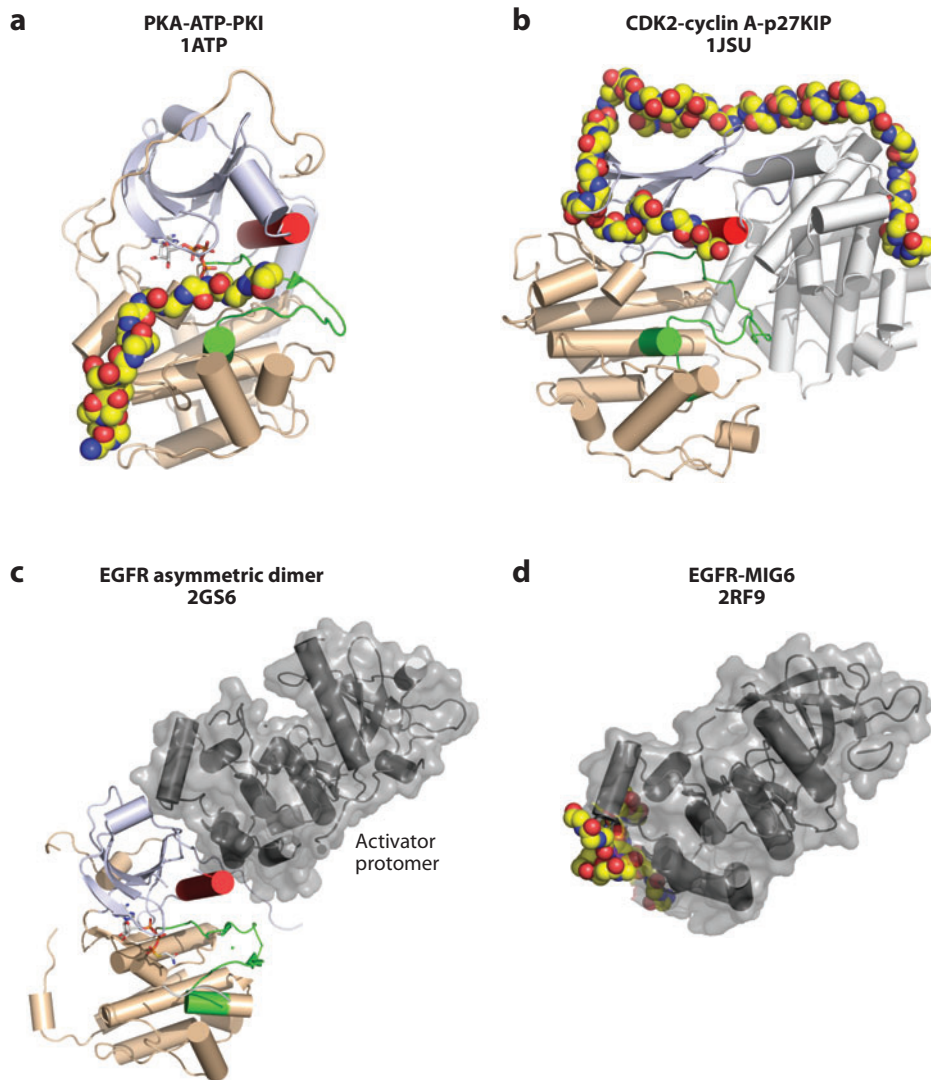 a
PKA-ATP-PKI
1ATP
b
CDK2-cyclin A-p27KIP
1JSU
c
EGFR asymmetric dimer
2GS6
Activator
protomer
d
EGFR-MIG6
2RF9